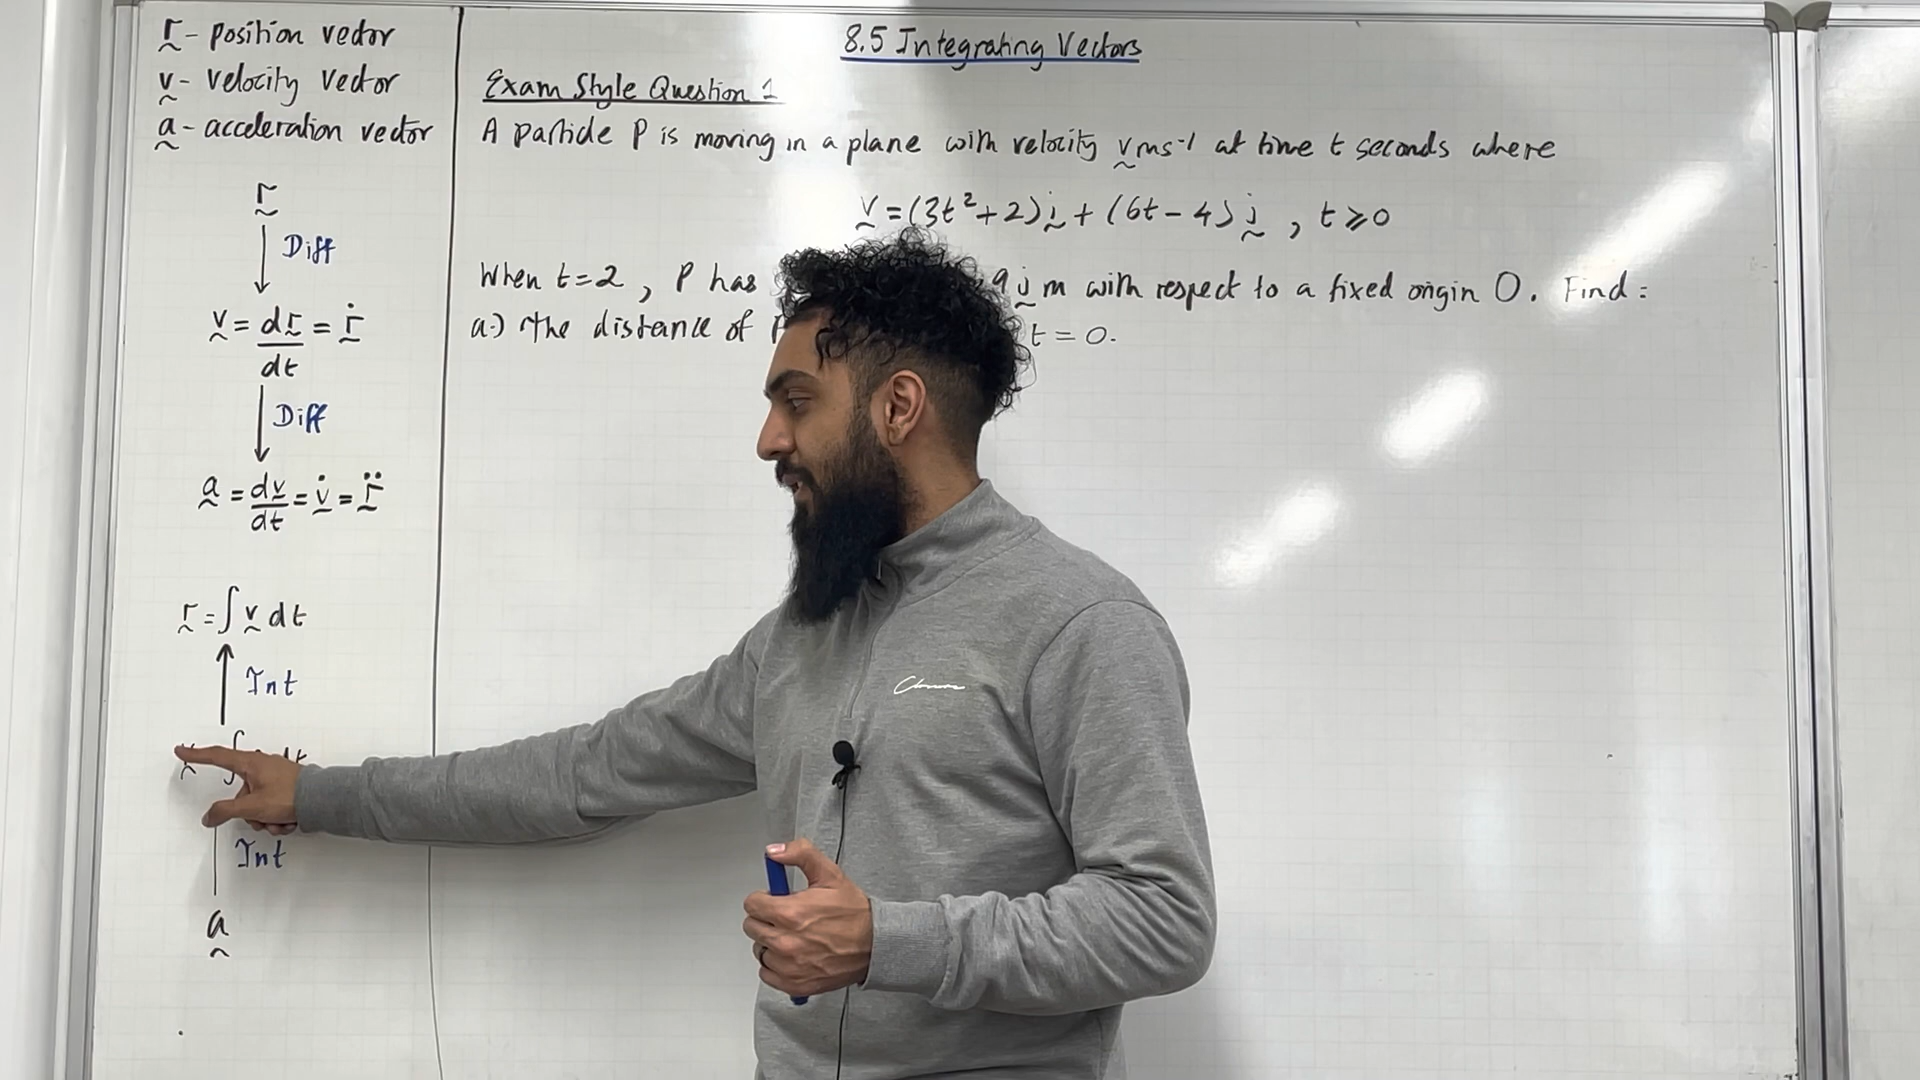 r - position vector
v - velocity vector
a - acceleration vector
r
Diff
v = dr/dt = ṙ
Diff
a = dv/dt = v̇ = r̈
r = ∫ v dt
Int
∫ dt
Int
a
8.5 Integrating Vectors
Exam Style Question 1
A particle P is moving in a plane with velocity v ms⁻¹ at time t seconds where
v = (3t² + 2) i + (6t - 4) j , t ⩾ 0
When t = 2 , P has j m with respect to a fixed origin O. Find :
a.) the distance of t = 0.